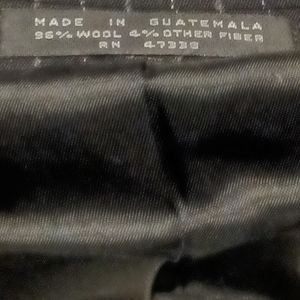 MADE IN GUATEMALA
96% WOOL 4% OTHER FIBER
RN 47339